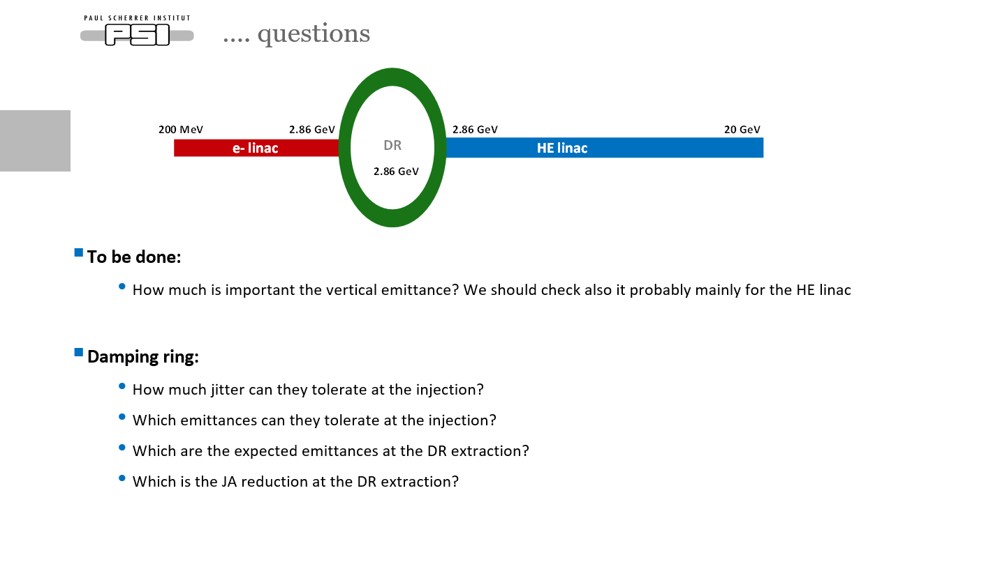 PAUL SCHERRER INSTITUT
PSI
.... questions
200 MeV
2.86 GeV
2.86 GeV
20 GeV
e- linac
DR
HE linac
2.86 GeV
To be done:
How much is important the vertical emittance? We should check also it probably mainly for the HE linac
Damping ring:
How much jitter can they tolerate at the injection?
Which emittances can they tolerate at the injection?
Which are the expected emittances at the DR extraction?
Which is the JA reduction at the DR extraction?